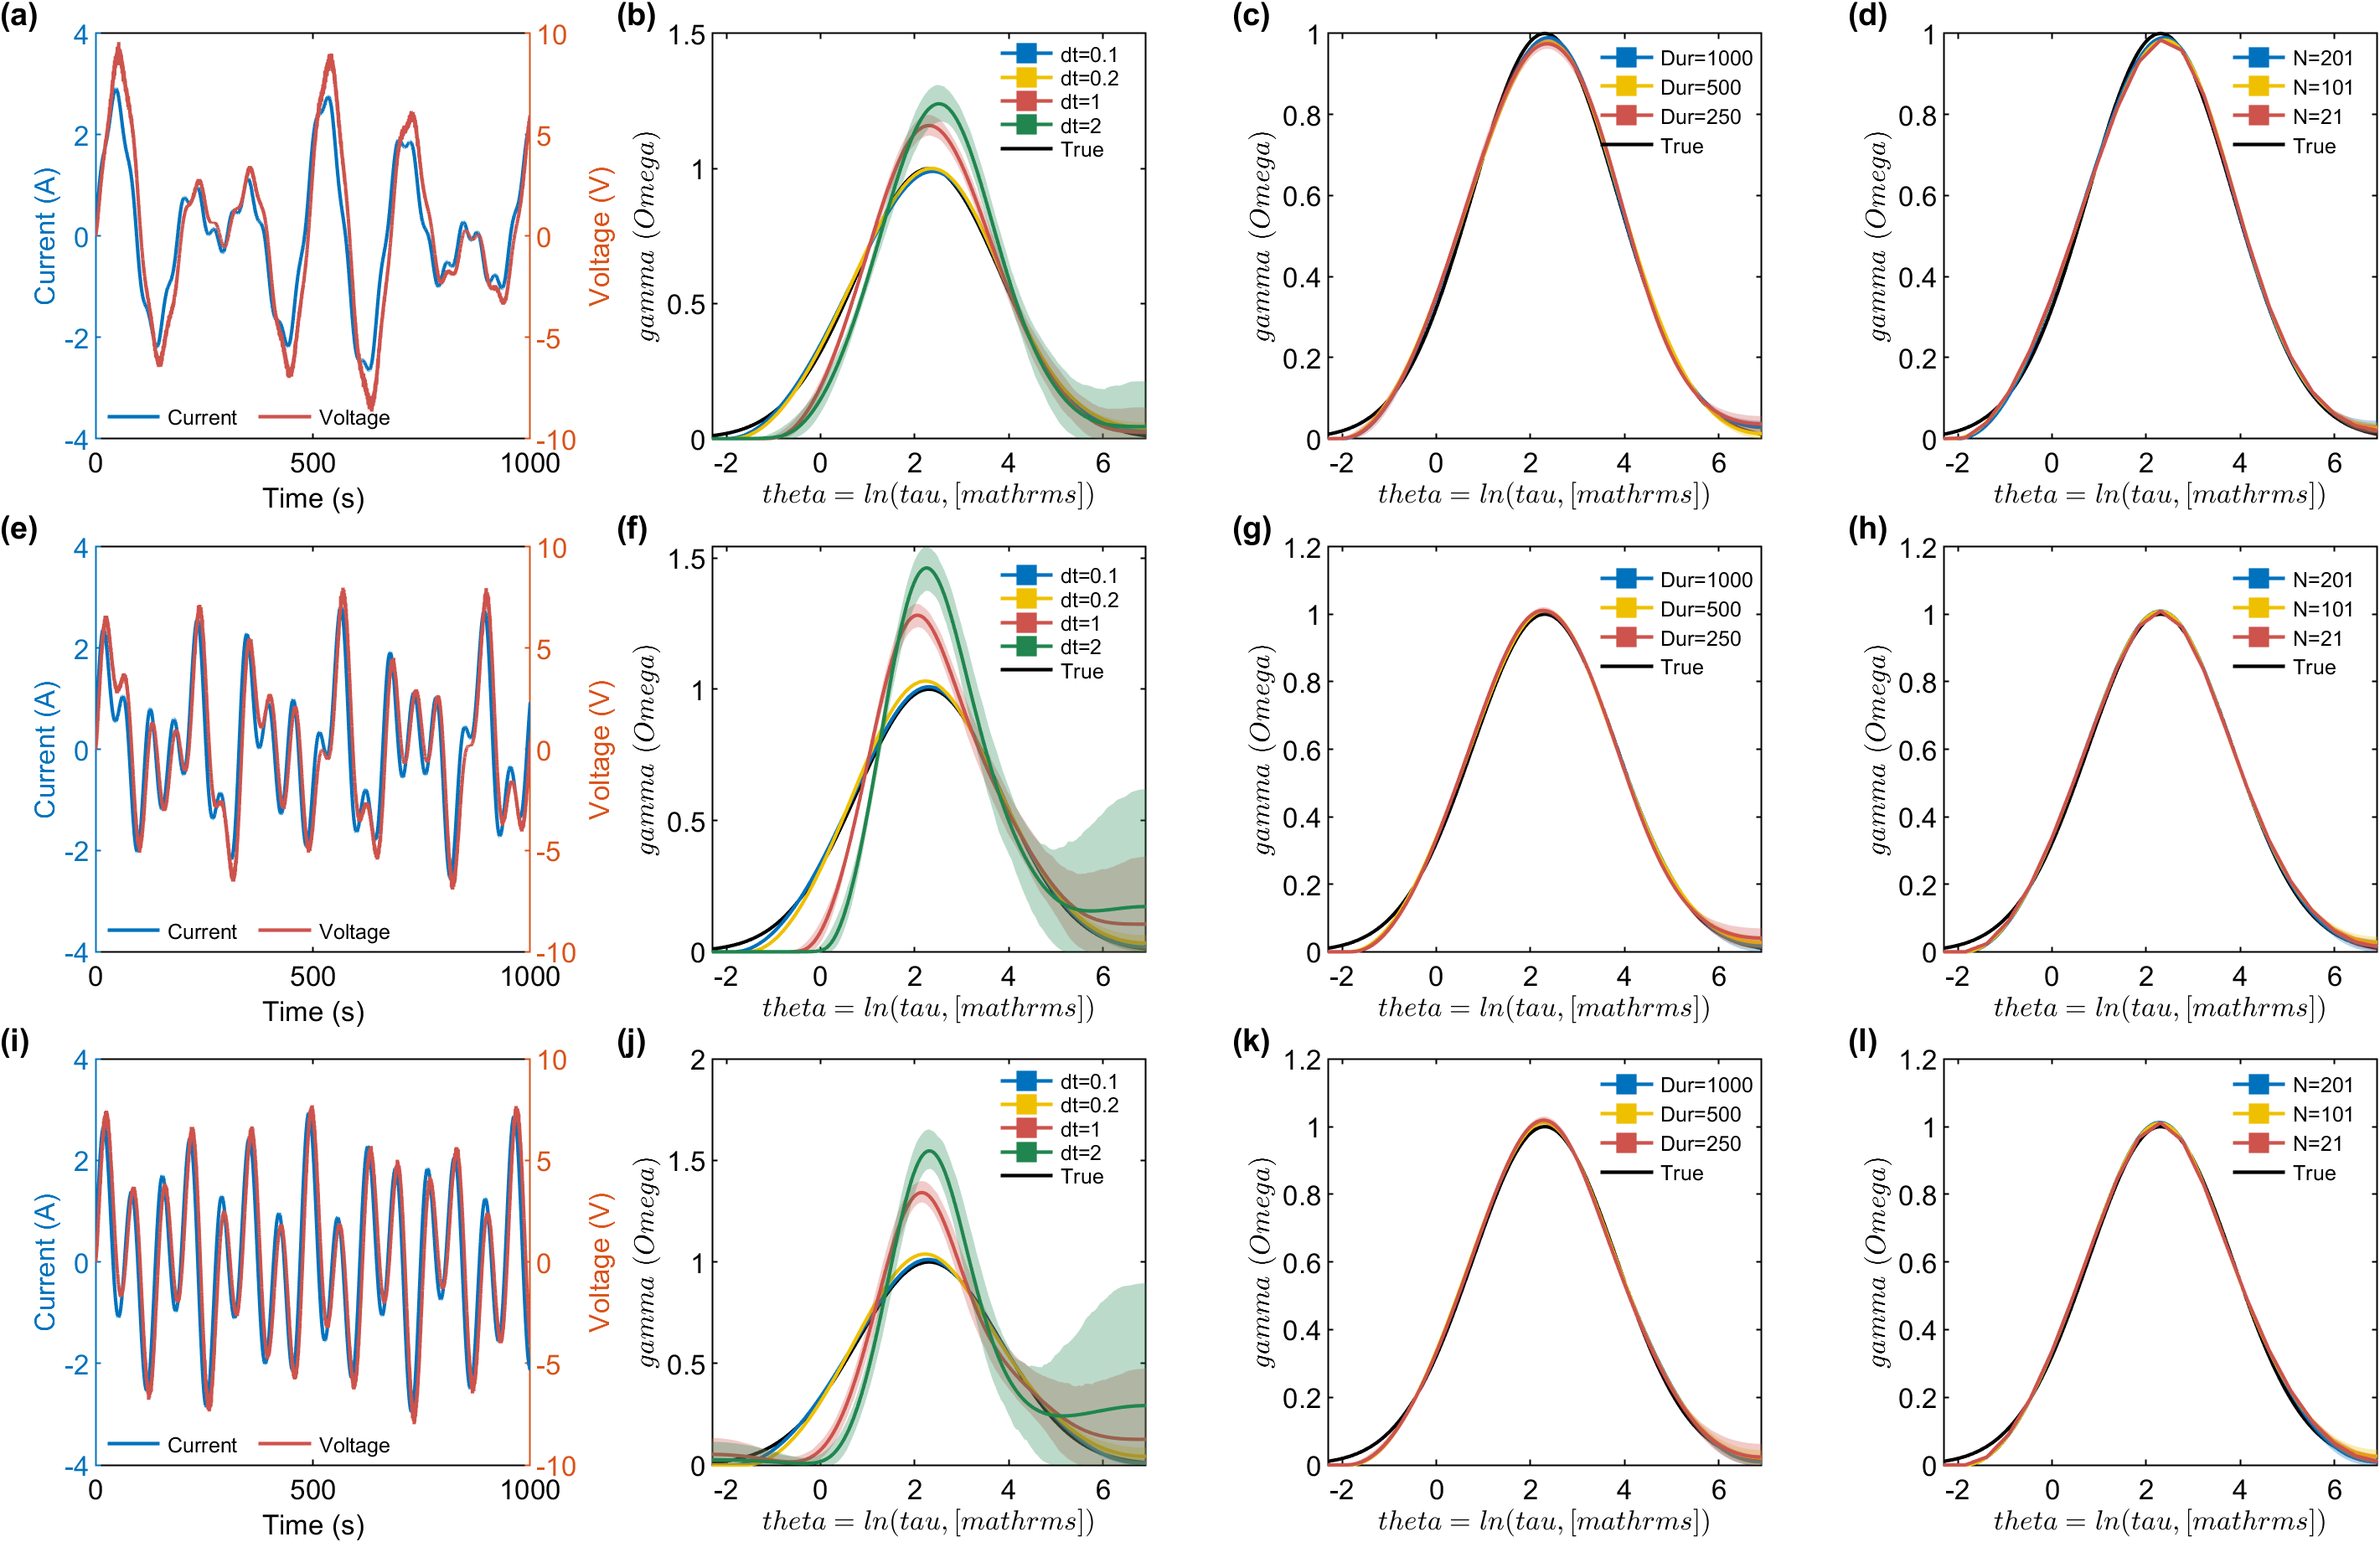 (a)
4
2
0
-2
-4
Current (A)
10
5
0
-5
-10
Voltage (V)
Current
Voltage
0
500
1000
Time (s)
(b)
1.5
1
0.5
0
gamma (Omega)
dt=0.1
dt=0.2
dt=1
dt=2
True
-2
0
2
4
6
theta = ln(tau, [mathrms])
(c)
1
0.8
0.6
0.4
0.2
0
gamma (Omega)
Dur=1000
Dur=500
Dur=250
True
-2
0
2
4
6
theta = ln(tau, [mathrms])
(d)
1
0.8
0.6
0.4
0.2
0
gamma (Omega)
N=201
N=101
N=21
True
-2
0
2
4
6
theta = ln(tau, [mathrms])
(e)
4
2
0
-2
-4
Current (A)
10
5
0
-5
-10
Voltage (V)
Current
Voltage
0
500
1000
Time (s)
(f)
1.5
1
0.5
0
gamma (Omega)
dt=0.1
dt=0.2
dt=1
dt=2
True
-2
0
2
4
6
theta = ln(tau, [mathrms])
(g)
1.2
1
0.8
0.6
0.4
0.2
0
gamma (Omega)
Dur=1000
Dur=500
Dur=250
True
-2
0
2
4
6
theta = ln(tau, [mathrms])
(h)
1.2
1
0.8
0.6
0.4
0.2
0
gamma (Omega)
N=201
N=101
N=21
True
-2
0
2
4
6
theta = ln(tau, [mathrms])
(i)
4
2
0
-2
-4
Current (A)
10
5
0
-5
-10
Voltage (V)
Current
Voltage
0
500
1000
Time (s)
(j)
2
1.5
1
0.5
0
gamma (Omega)
dt=0.1
dt=0.2
dt=1
dt=2
True
-2
0
2
4
6
theta = ln(tau, [mathrms])
(k)
1.2
1
0.8
0.6
0.4
0.2
0
gamma (Omega)
Dur=1000
Dur=500
Dur=250
True
-2
0
2
4
6
theta = ln(tau, [mathrms])
(l)
1.2
1
0.8
0.6
0.4
0.2
0
gamma (Omega)
N=201
N=101
N=21
True
-2
0
2
4
6
theta = ln(tau, [mathrms])